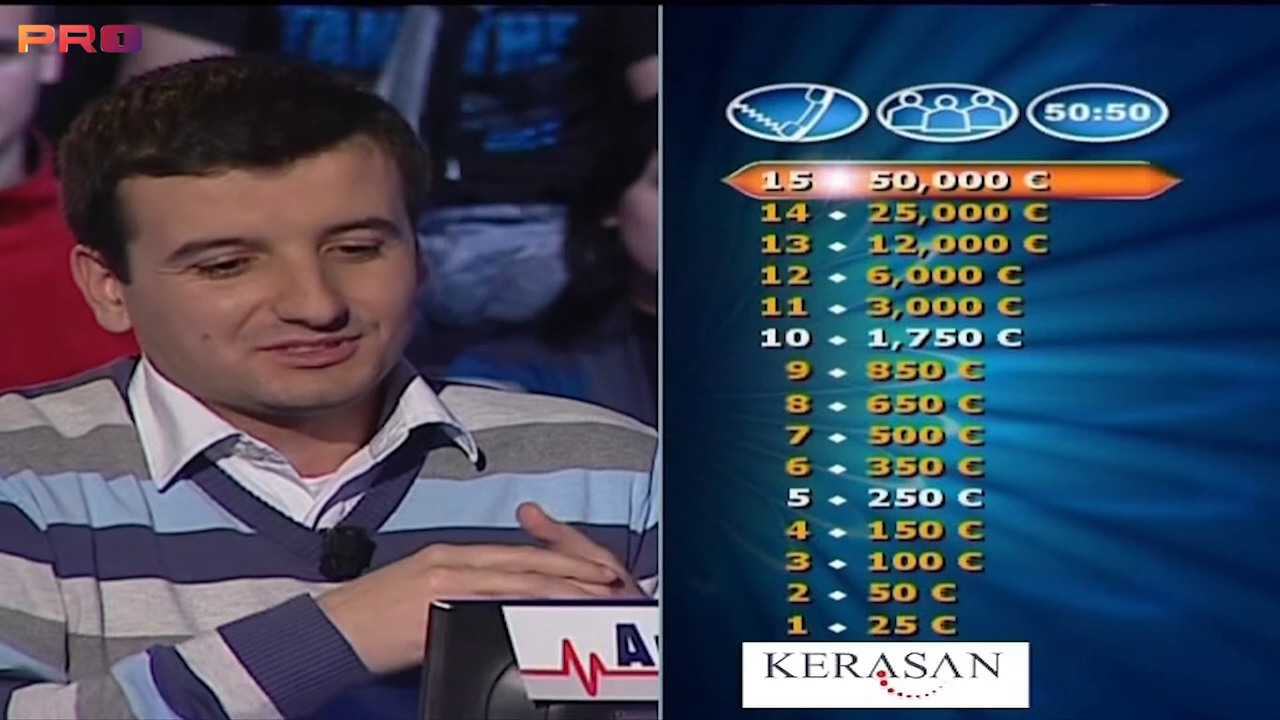 PRO1
50:50
15 50,000 €
14 ◆ 25,000 €
13 ◆ 12,000 €
12 ◆ 6,000 €
11 ◆ 3,000 €
10 ◆ 1,750 €
9 ◆ 850 €
8 ◆ 650 €
7 ◆ 500 €
6 ◆ 350 €
5 ◆ 250 €
4 ◆ 150 €
3 ◆ 100 €
2 ◆ 50 €
1 ◆ 25 €
KERASAN